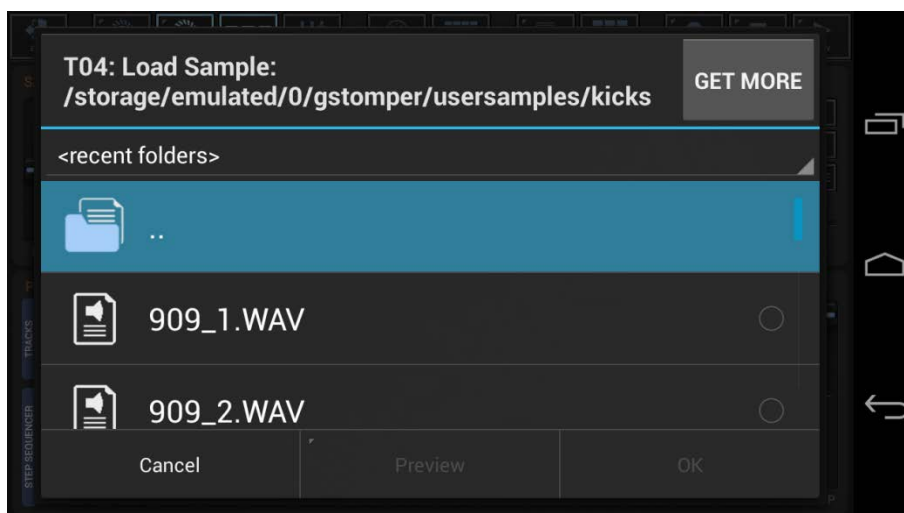 T04: Load Sample:
/storage/emulated/0/gstomper/usersamples/kicks
GET MORE
<recent folders>
..
909_1.WAV
909_2.WAV
Cancel
Preview
OK
TRACKS
STEP SEQUENCER